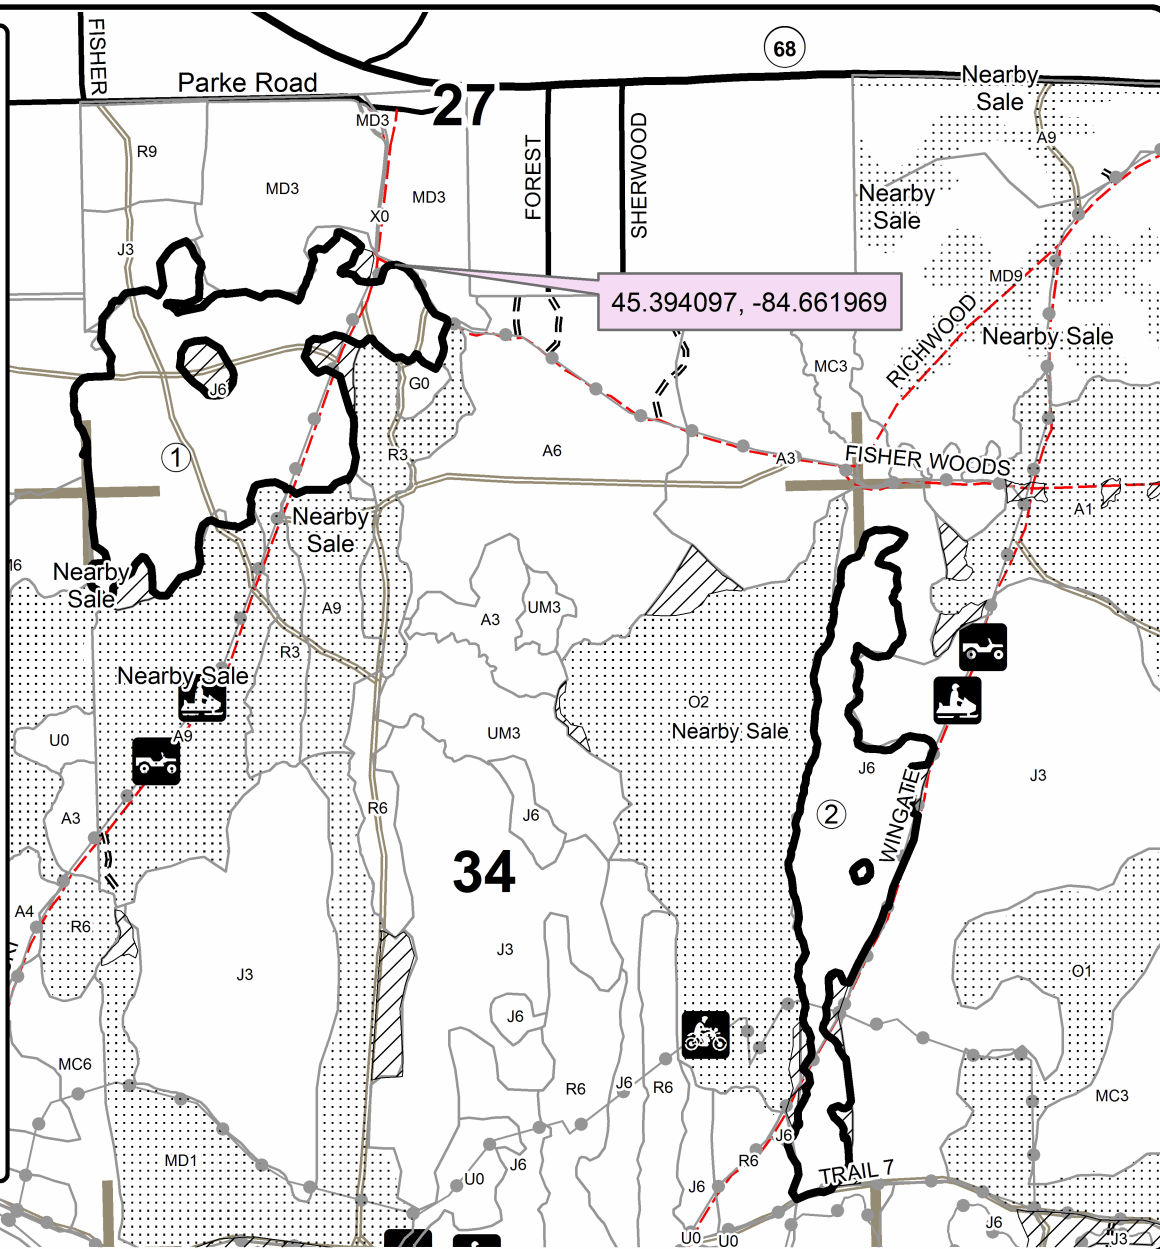 FISHER
68
Parke Road
27
Nearby
Sale
MD3
A9
R9
FOREST
SHERWOOD
MD3
MD3
Nearby
Sale
X0
J3
MD9
45.394097, -84.661969
RICHWOOD
Nearby Sale
MC3
J6
G0
1
R3
A6
A3
FISHER WOODS
A1
Nearby
Sale
Nearby
Sale
A9
A3
UM3
R3
Nearby Sale
O2
Nearby Sale
A9
U0
UM3
J6
J3
WINGATE
R6
A3
J6
2
34
A4
R6
J3
J3
O1
J6
MC6
R6
J6
R6
MC3
MD1
J6
J6
R6
U0
J6
TRAIL 7
J6
U0
U0
J3